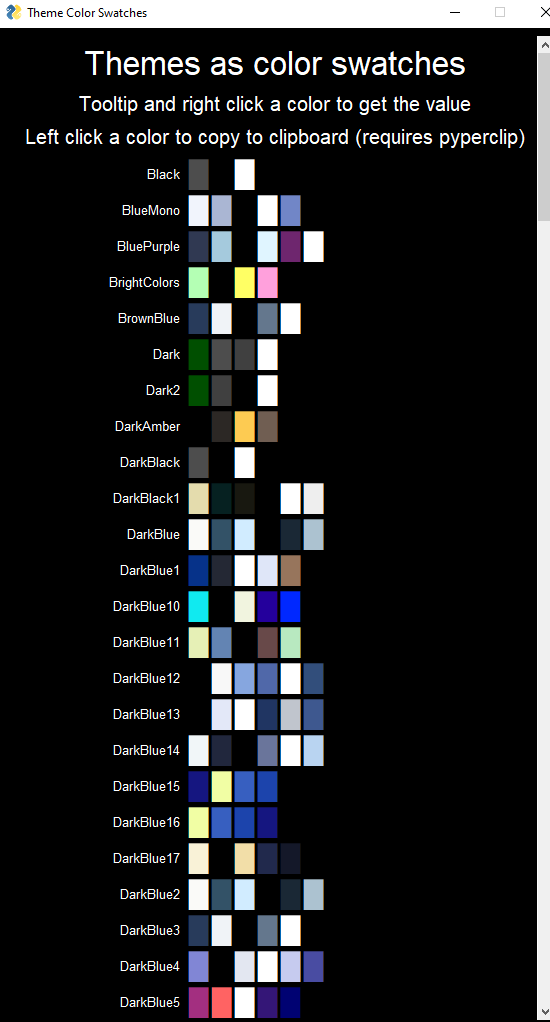 Theme Color Swatches
Themes as color swatches
Tooltip and right click a color to get the value
Left click a color to copy to clipboard (requires pyperclip)
Black
BlueMono
BluePurple
BrightColors
BrownBlue
Dark
Dark2
DarkAmber
DarkBlack
DarkBlack1
DarkBlue
DarkBlue1
DarkBlue10
DarkBlue11
DarkBlue12
DarkBlue13
DarkBlue14
DarkBlue15
DarkBlue16
DarkBlue17
DarkBlue2
DarkBlue3
DarkBlue4
DarkBlue5